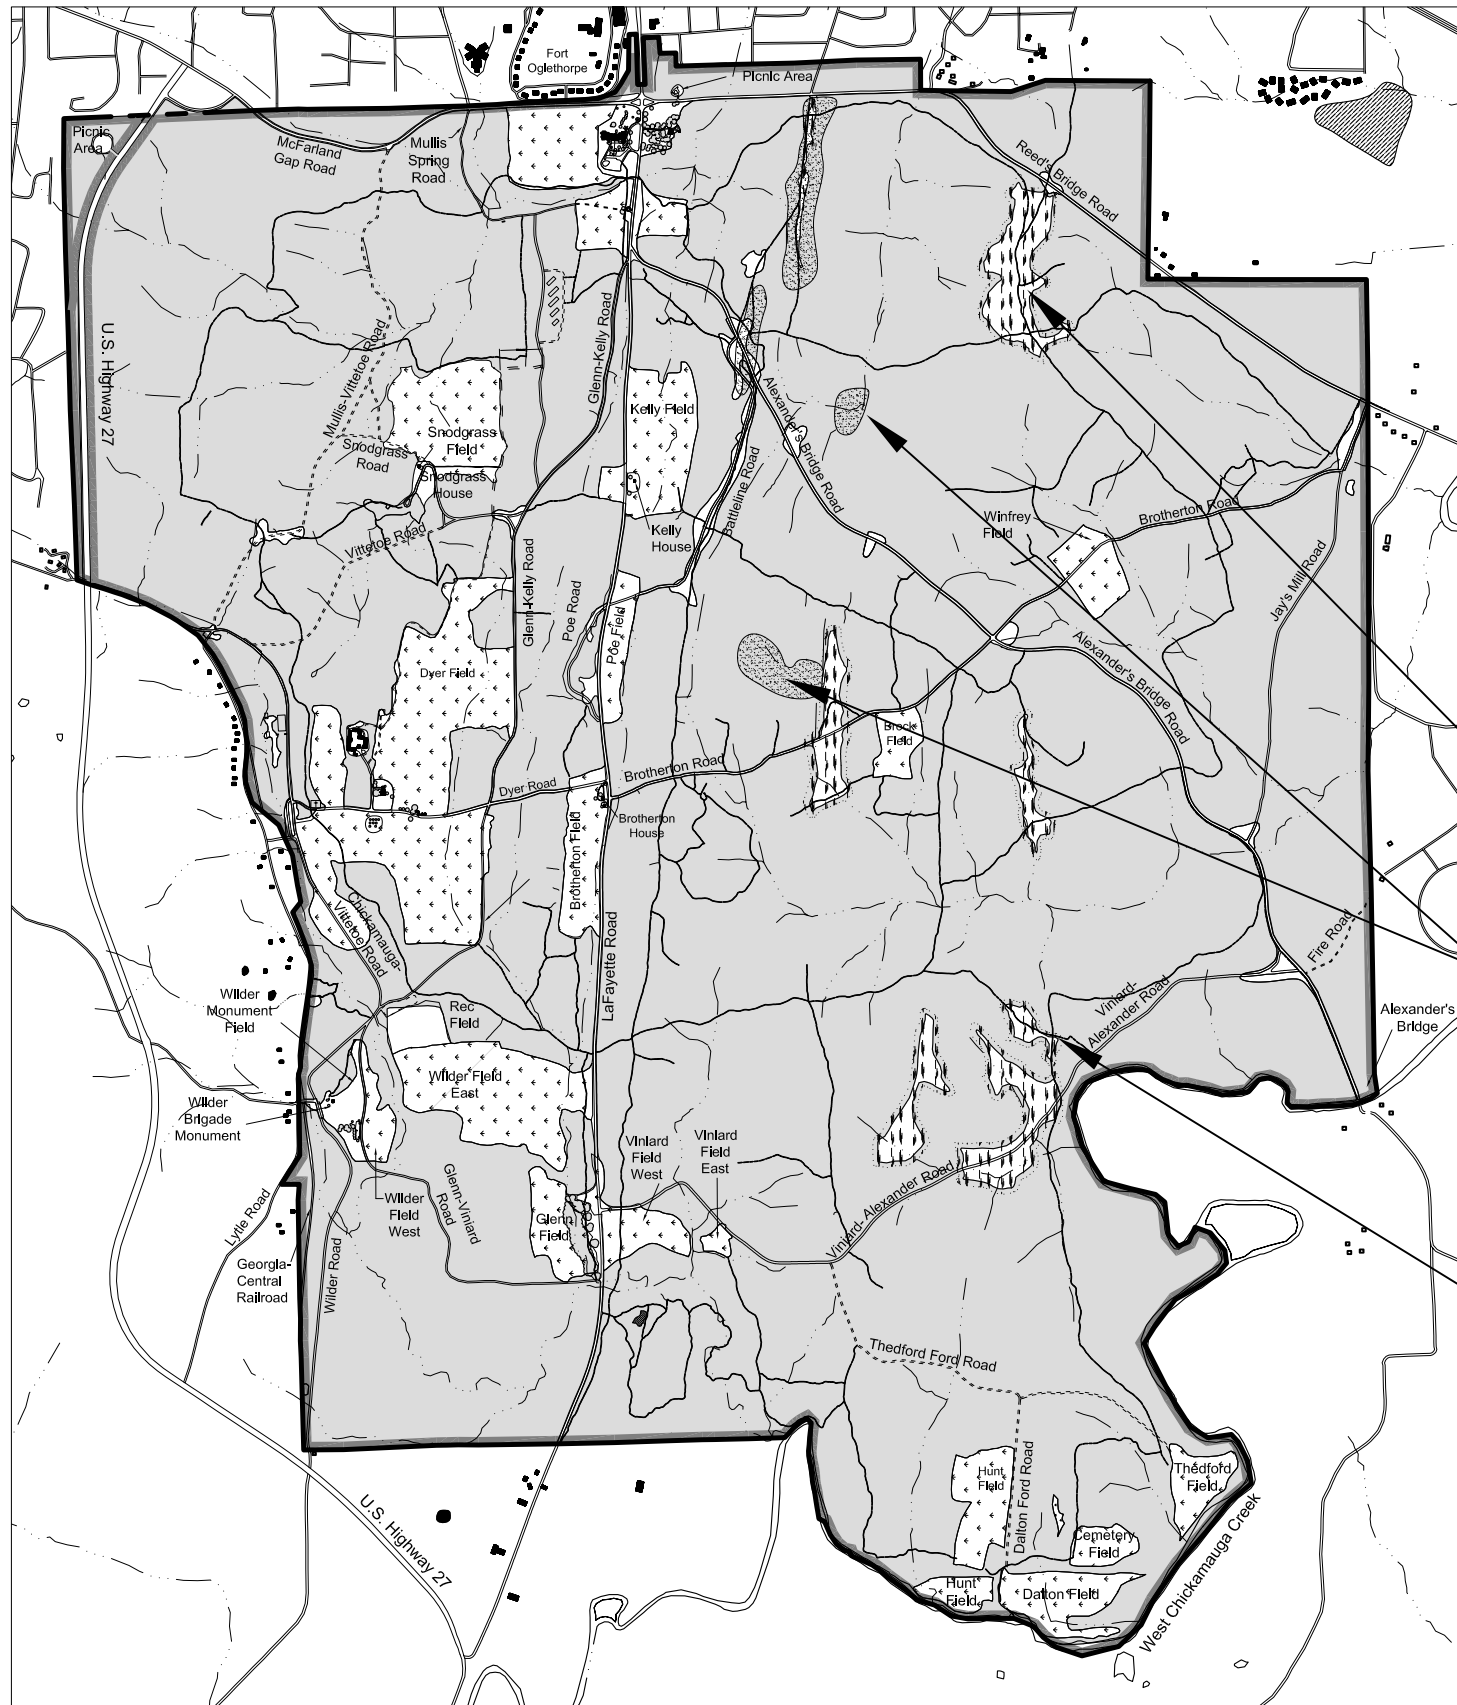 Fort
Oglethorpe
Picnic Area
Picnic
Area
McFarland
Gap Road
Mullis
Spring
Road
Reed's Bridge Road
U.S. Highway 27
Mullis-Vittetoe Road
Glenn-Kelly Road
Kelly Field
Alexander's Bridge Road
Snodgrass
Field
Snodgrass
Road
Snodgrass
House
Battleline Road
Winfrey
Field
Brotherton Road
Kelly
House
Vittetoe Road
Glenn-Kelly Road
Jay's Mill Road
Poe Road
Poe Field
Alexander's Bridge Road
Dyer Field
Brock
Field
Brotherton Road
Dyer Road
Brotherton
House
Brotherton Field
Chickamauga-
Vittetoe Road
Fire Road
LaFayette Road
Wilder
Monument
Field
Rec
Field
Viniard-
Alexander Road
Alexander's
Bridge
Wilder Field
East
Wilder
Brigade
Monument
Viniard
Field
West
Viniard
Field
East
Glenn-Viniard
Road
Wilder
Field
West
Glenn
Field
Viniard- Alexander Road
Lytle Road
Georgia-
Central
Railroad
Wilder Road
Thedford Ford Road
Hunt
Field
Dalton Ford Road
Thedford
Field
U.S. Highway 27
Cemetery
Field
Hunt
Field
Dalton Field
West Chickamauga Creek